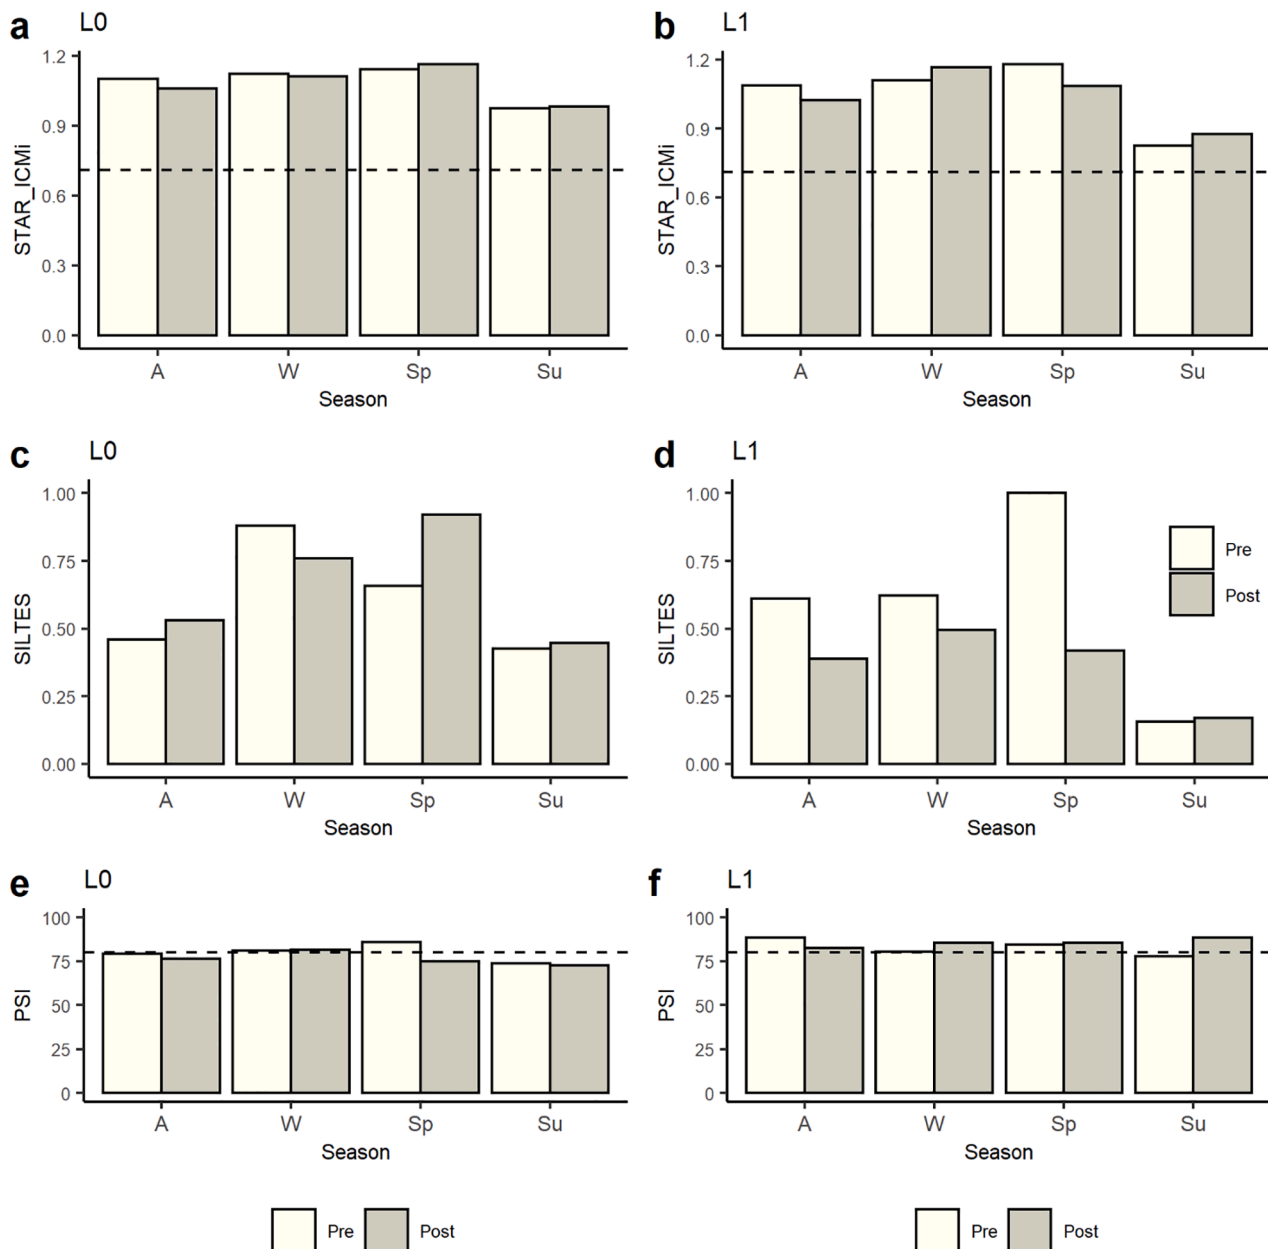 a L0
b L1
STAR_ICMi
1.2
0.9
0.6
0.3
0.0
A W Sp Su
Season
STAR_ICMi
1.2
0.9
0.6
0.3
0.0
A W Sp Su
Season
c L0
d L1
SILTES
1.00
0.75
0.50
0.25
0.00
A W Sp Su
Season
SILTES
1.00
0.75
0.50
0.25
0.00
Pre
Post
A W Sp Su
Season
e L0
f L1
PSI
100
75
50
25
0
A W Sp Su
Season
Pre Post
PSI
100
75
50
25
0
A W Sp Su
Season
Pre Post